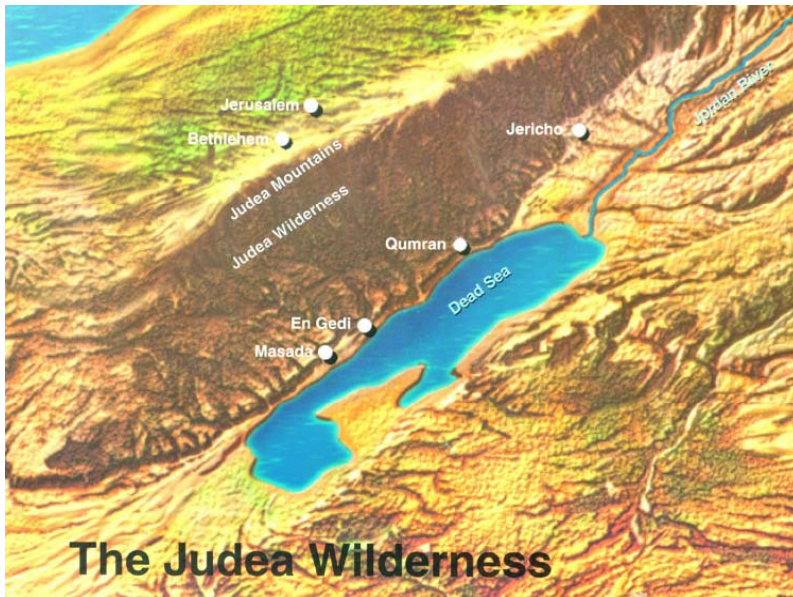 Jerusalem
Jordan River
Jericho
Bethlehem
Judea Mountains
Judea Wilderness
Qumran
Dead Sea
En Gedi
Masada
The Judea Wilderness